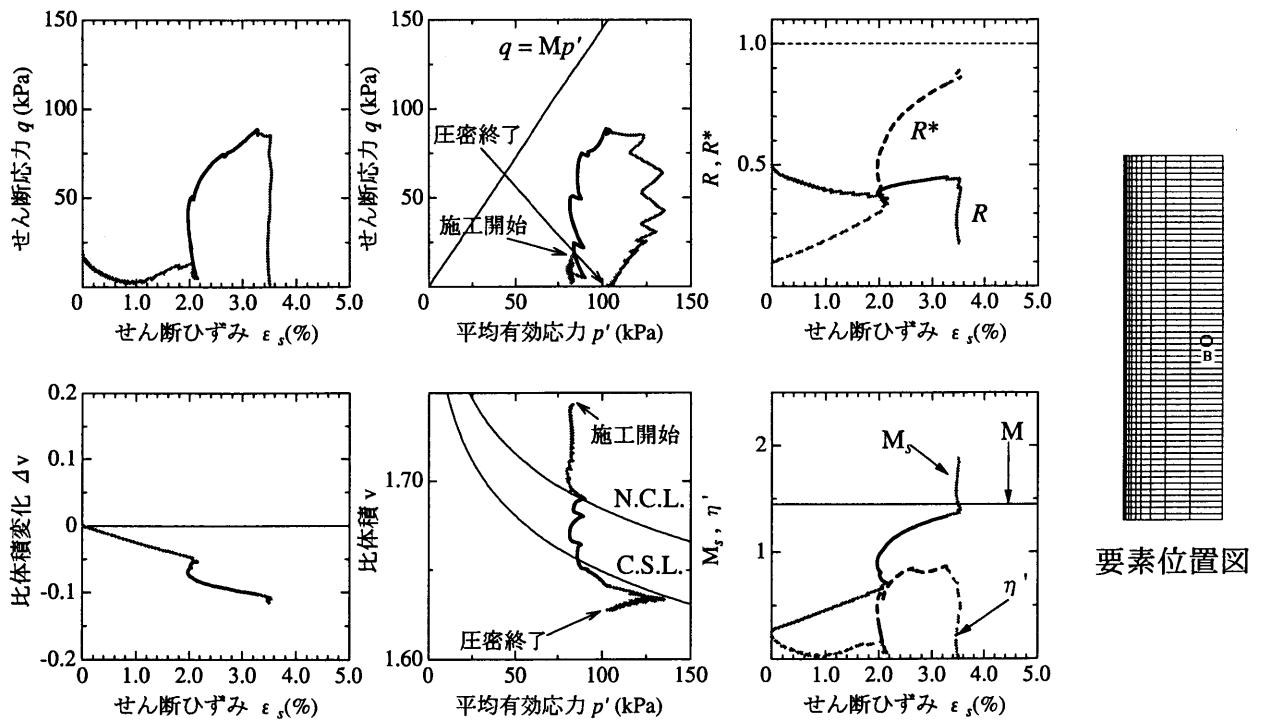 150
100
50
せん断応力 q (kPa)
0
1.0
2.0
3.0
4.0
5.0
せん断ひずみ εs(%)
150
100
50
0
せん断応力 q (kPa)
q = Mp'
圧密終了
施工開始
0
50
100
150
平均有効応力 p' (kPa)
1.0
0.5
R , R*
R*
R
0
1.0
2.0
3.0
4.0
5.0
せん断ひずみ εs(%)
B
要素位置図
0.2
0.1
0
-0.1
-0.2
比体積変化 Δv
0
1.0
2.0
3.0
4.0
5.0
せん断ひずみ εs(%)
1.70
1.60
比体積 v
施工開始
N.C.L.
C.S.L.
圧密終了
0
50
100
150
平均有効応力 p' (kPa)
2
1
Ms , η'
Ms
M
η'
0
1.0
2.0
3.0
4.0
5.0
せん断ひずみ εs(%)